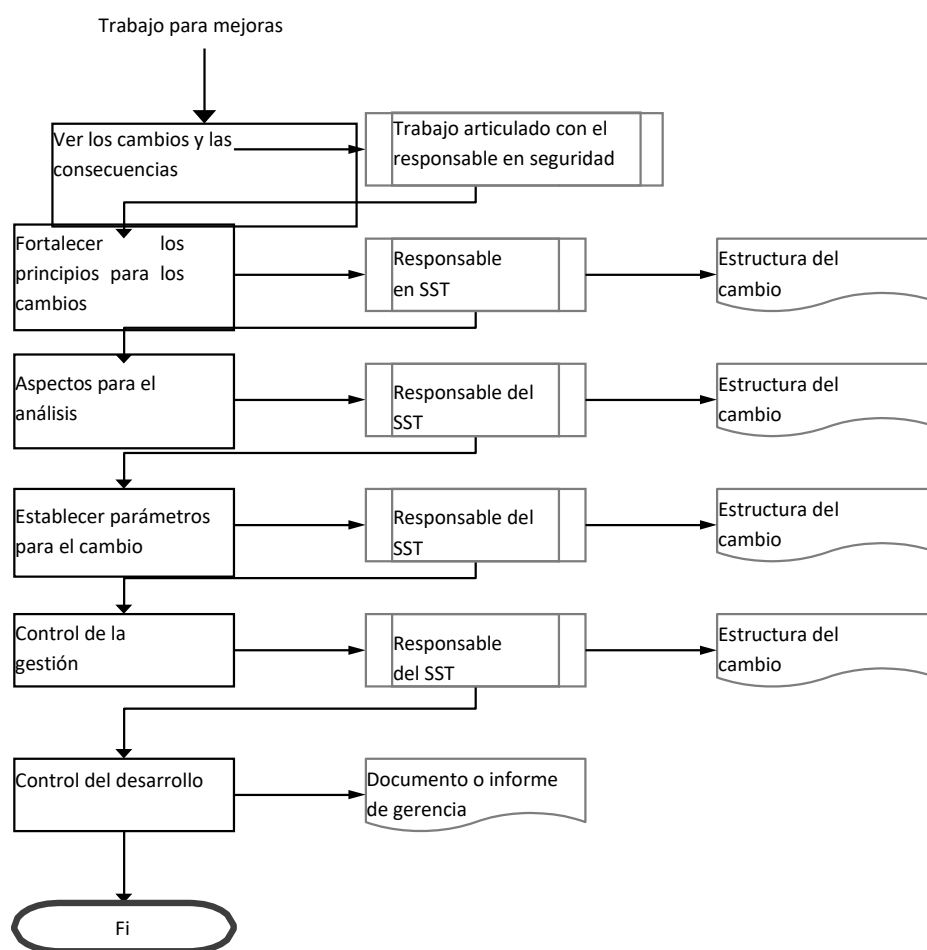 Trabajo para mejoras
Ver los cambios y las
consecuencias
Trabajo articulado con el
responsable en seguridad
Fortalecer los
principios para los
cambios
Responsable
en SST
Estructura del
cambio
Aspectos para el
análisis
Responsable del
SST
Estructura del
cambio
Establecer parámetros
para el cambio
Responsable del
SST
Estructura del
cambio
Control de la
gestión
Responsable
del SST
Estructura del
cambio
Control del desarrollo
Documento o informe
de gerencia
Fi